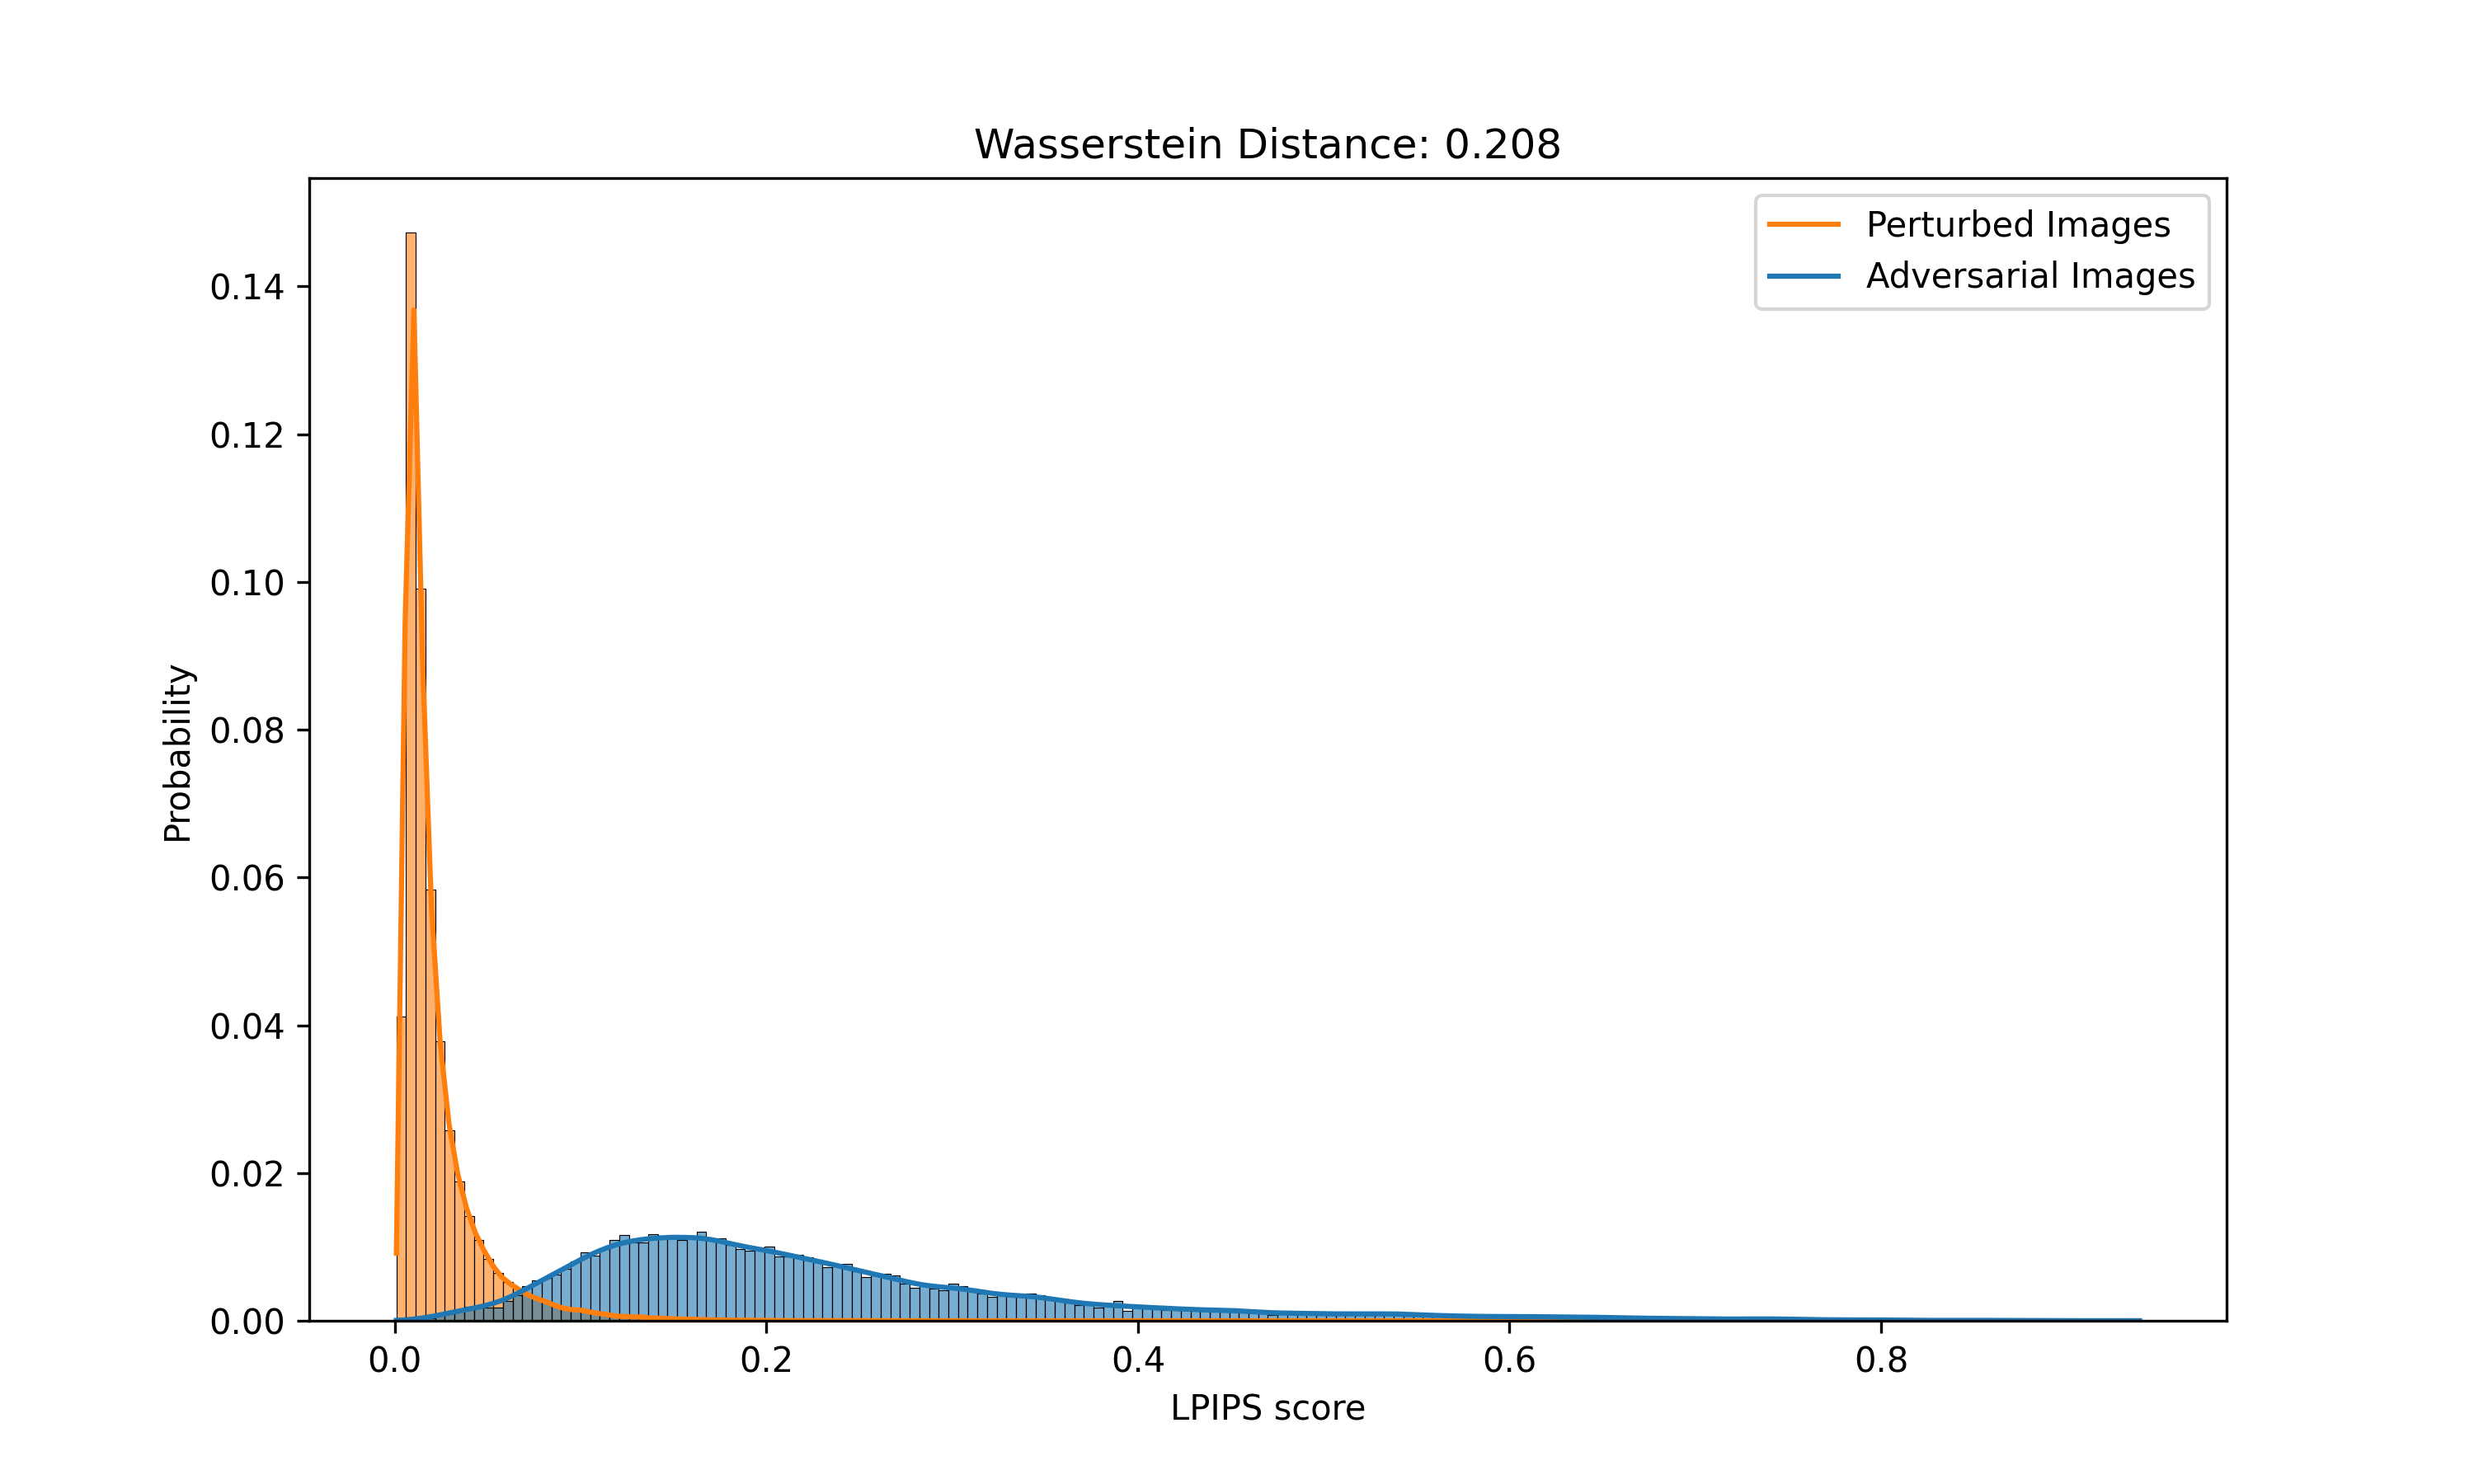 Wasserstein Distance: 0.208
Perturbed Images
Adversarial Images
0.14
0.12
0.10
0.08
0.06
0.04
0.02
0.00
Probability
0.0 0.2 0.4 0.6 0.8
LPIPS score